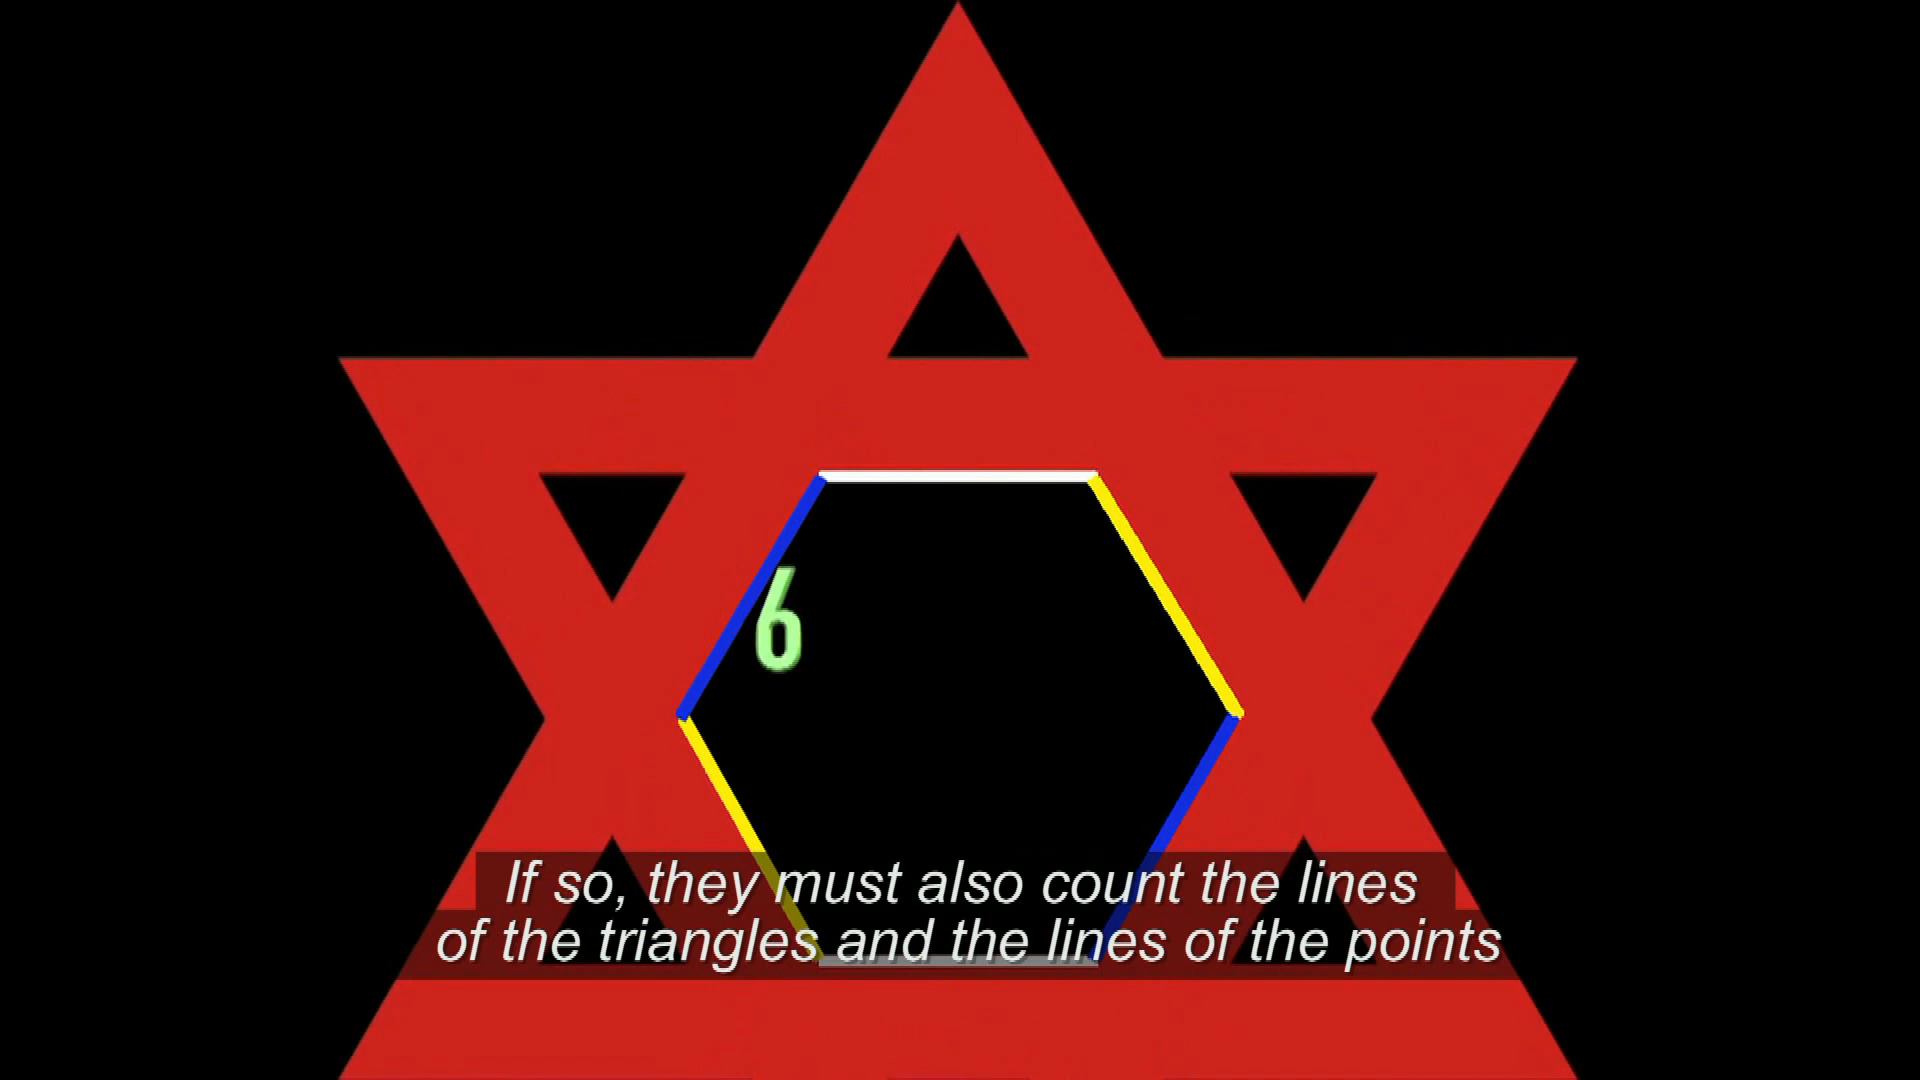 6
If so, they must also count the lines
of the triangles and the lines of the points